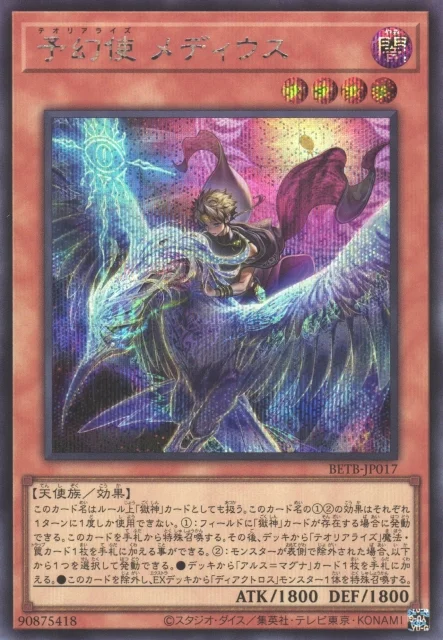 テオリアライズ
予幻使 メディウス
闇
BETB-JP017
【天使族/効果】
このカード名はルール上「獄神」カードとしても扱う。このカード名の①②の効果はそれぞれ
1ターンに1度しか使用できない。①:フィールドに「獄神」カードが存在する場合に発動
できる。このカードを手札から特殊召喚する。その後、デッキから「テオリアライズ」魔法・
罠カード1枚を手札に加える事ができる。②:モンスターが表側で除外された場合、以下
から1つを選択して発動できる。●デッキから「アルス=マグナ」カード1枚を手札に加
える。●このカードを除外し、EXデッキから「ディアクトロス」モンスター1体を特殊召喚する。
ATK/1800 DEF/1800
90875418
©スタジオ・ダイス/集英社・テレビ東京・KONAMI